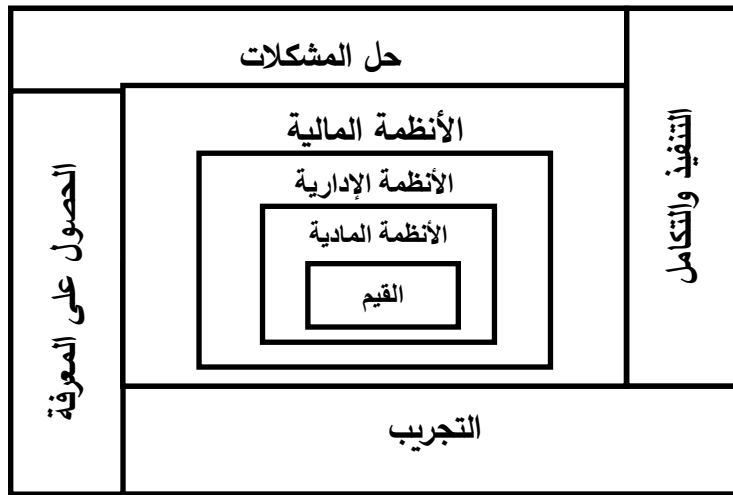 حل المشكلات
التنفيذ والتكامل
الأنظمة المالية
الأنظمة الإدارية
الأنظمة المادية
القيم
الحصول على المعرفة
التجريب